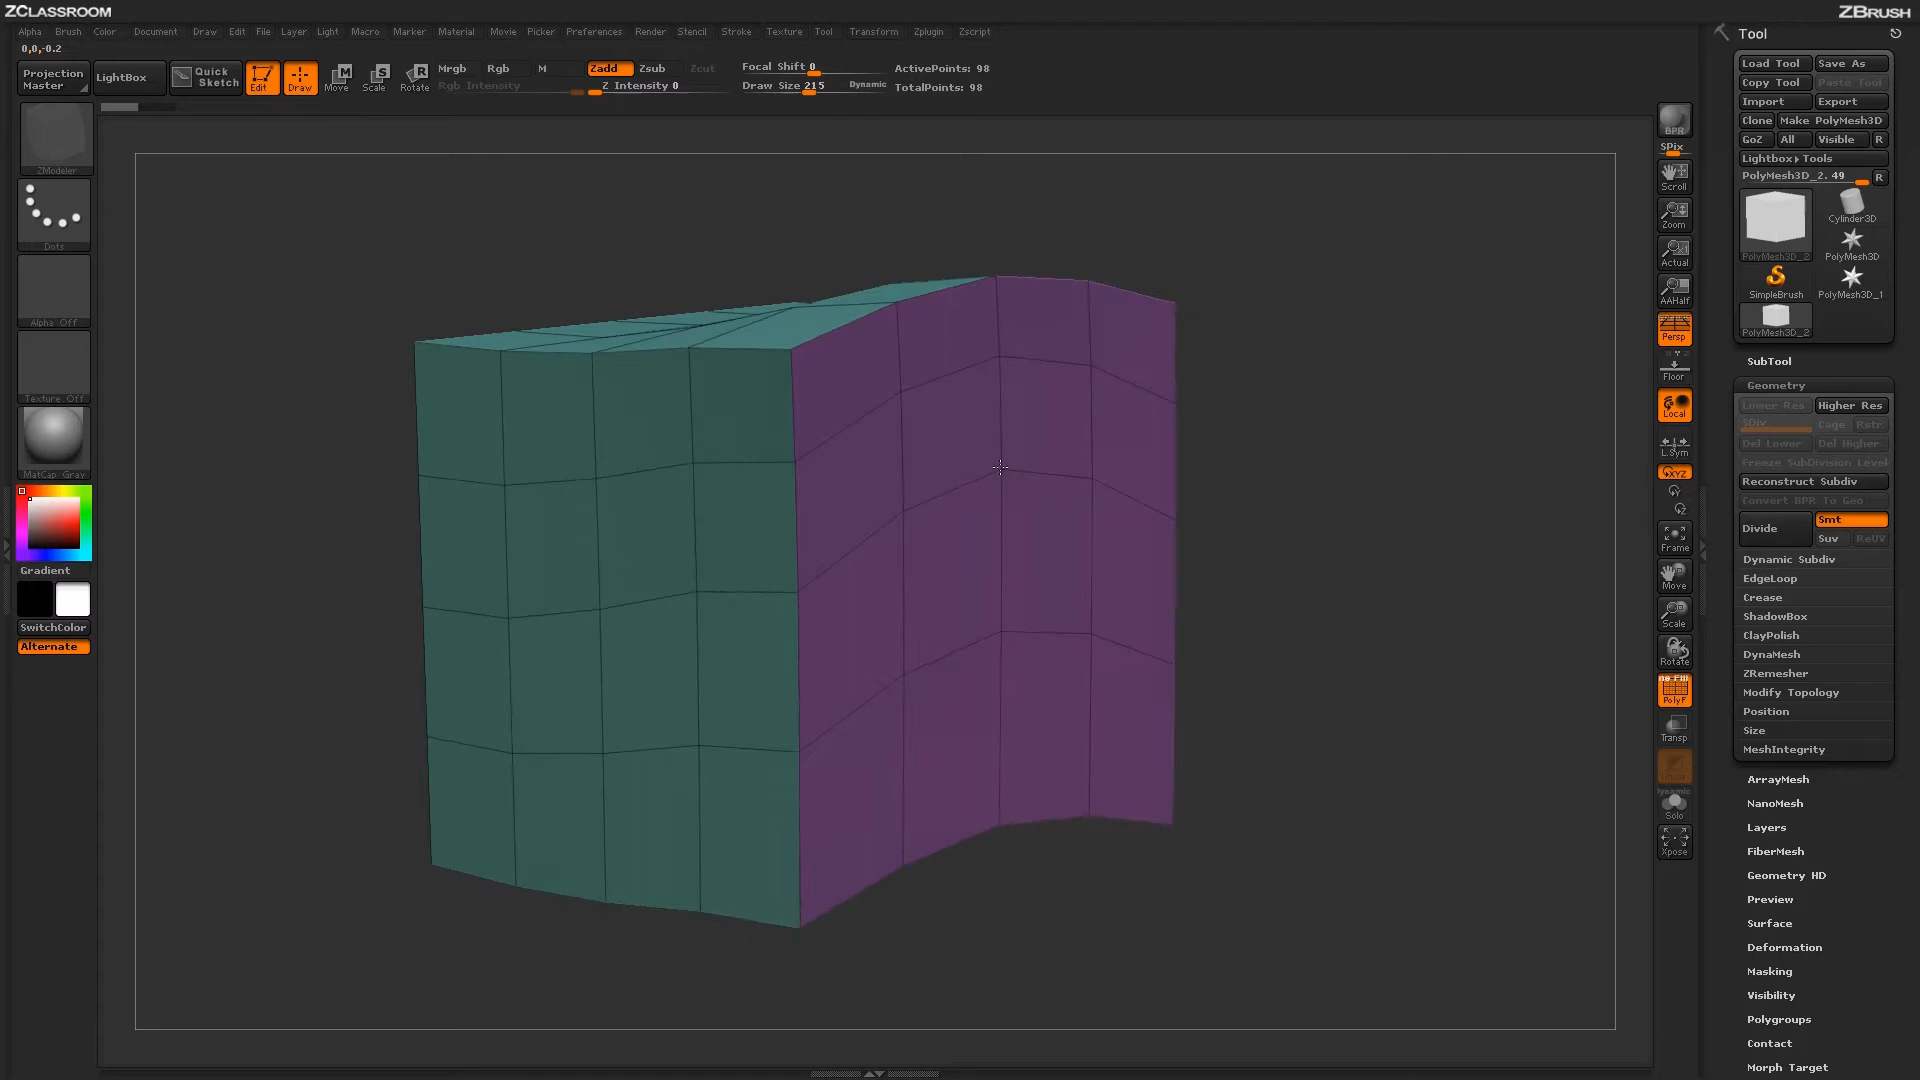 ZCLASSROOM
ZBRUSH
Alpha Brush Color Document Draw Edit File Layer Light Macro Marker Material Movie Picker Preferences Render Stencil Stroke Texture Tool Transform Zplugin Zscript
0,0,-0.2
Projection Master
LightBox
Quick Sketch
Edit
Draw
Move
Scale
Rotate
Mrgb Rgb M
Rgb Intensity
Zadd Zsub Zcut
Z Intensity 0
Focal Shift 0
Draw Size 215 Dynamic
ActivePoints: 98
TotalPoints: 98
ZModeler
Dots
Alpha Off
Texture Off
MatCap Gray
Gradient
SwitchColor
Alternate
BPR
SPix
Scroll
Zoom
Actual
AAHalf
Persp
Floor
Local
L.Sym
XYZ
Frame
Move
Scale
Rotate
PolyF
Transp
Dynamic
Solo
Xpose
Tool
Load Tool Save As
Copy Tool Paste Tool
Import Export
Clone Make PolyMesh3D
GoZ All Visible R
Lightbox▸Tools
PolyMesh3D_2. 49 R
PolyMesh3D_2
Cylinder3D
PolyMesh3D
SimpleBrush
PolyMesh3D_1
PolyMesh3D_2
SubTool
Geometry
Lower Res Higher Res
SDiv Cage Rstr
Del Lower Del Higher
Freeze SubDivision Level
Reconstruct Subdiv
Convert BPR To Geo
Divide
Smt
Suv ReUV
Dynamic Subdiv
EdgeLoop
Crease
ShadowBox
ClayPolish
DynaMesh
ZRemesher
Modify Topology
Position
Size
MeshIntegrity
ArrayMesh
NanoMesh
Layers
FiberMesh
Geometry HD
Preview
Surface
Deformation
Masking
Visibility
Polygroups
Contact
Morph Target